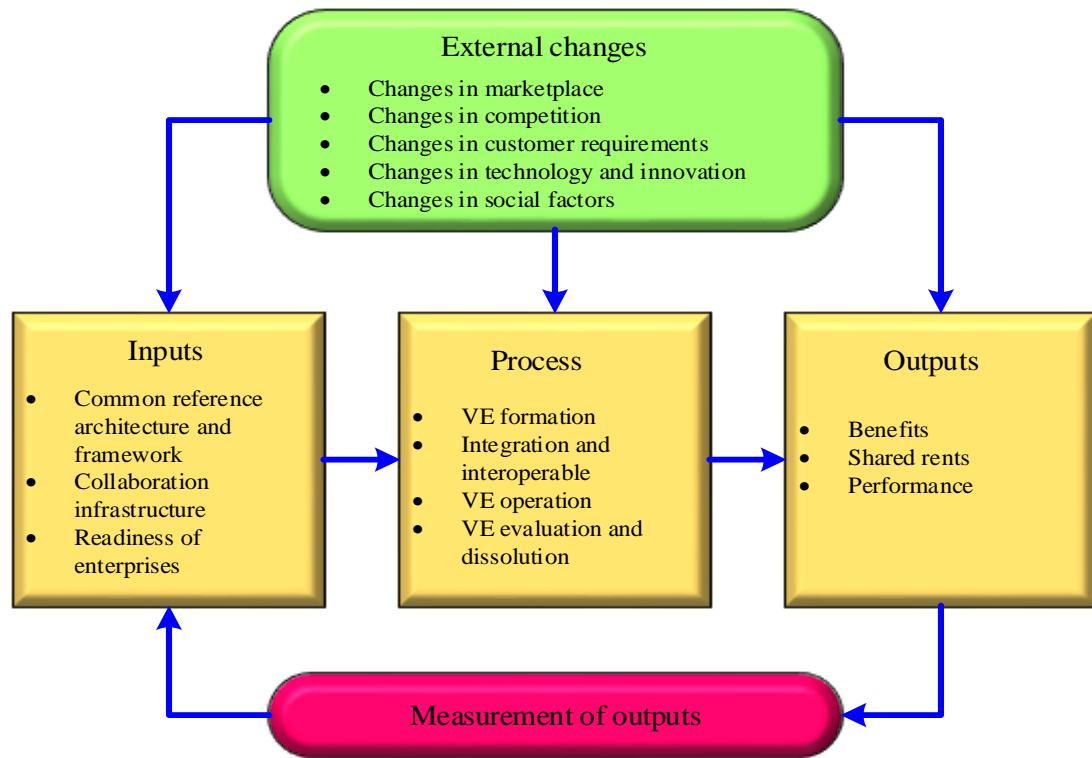 External changes
• Changes in marketplace
• Changes in competition
• Changes in customer requirements
• Changes in technology and innovation
• Changes in social factors
Inputs
• Common reference
architecture and
framework
• Collaboration
infrastructure
• Readiness of
enterprises
Process
• VE formation
• Integration and
interoperable
• VE operation
• VE evaluation and
dissolution
Outputs
• Benefits
• Shared rents
• Performance
Measurement of outputs